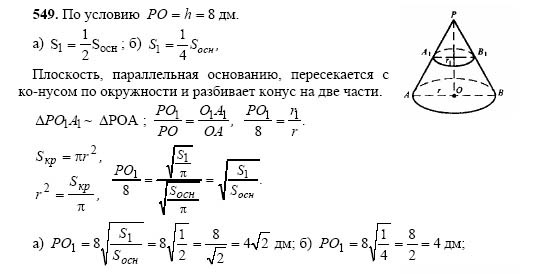 549. По условию PO = h = 8 дм.
а) S₁ = 1/2 Sосн ; б) S₁ = 1/4 Sосн,
Плоскость, параллельная основанию, пересекается с
ко-нусом по окружности и разбивает конус на две части.
ΔPO₁A₁ ~ ΔPOA ; PO₁/PO = O₁A₁/OA, PO₁/8 = r₁/r.
Sкр = πr², r² = Sкр/π, PO₁/8 = √(S₁/π)/√(Sосн/π) = √(S₁/Sосн).
а) PO₁ = 8√(S₁/Sосн) = 8√(1/2) = 8/√2 = 4√2 дм; б) PO₁ = 8√(1/4) = 8/2 = 4 дм;
P
A₁ r₁ B₁
A r O B